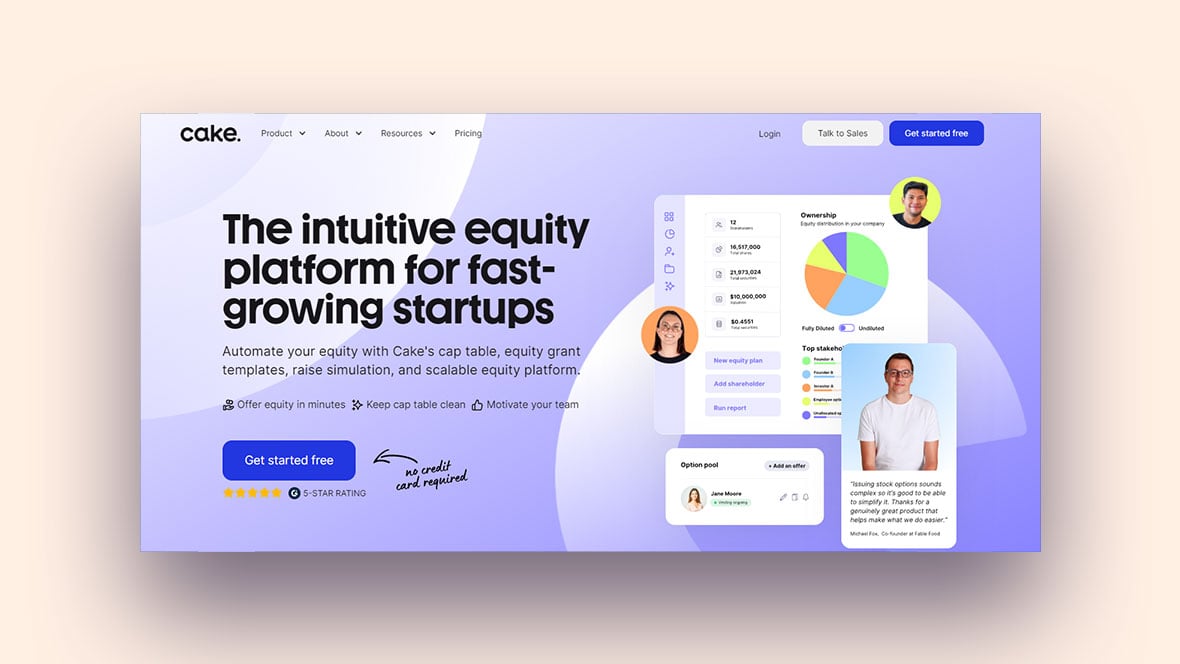 cake.
Product
About
Resources
Pricing
Login
Talk to Sales
Get started free
The intuitive equity
platform for fast-
growing startups
Automate your equity with Cake's cap table, equity grant
templates, raise simulation, and scalable equity platform.
Offer equity in minutes
Keep cap table clean
Motivate your team
Get started free
no credit
card required
5-STAR RATING
12
Stakeholders
16,517,000
Total shares
21,973,024
Total securities
$10,000,000
Valuation
$0.4551
Total securities
New equity plan
Add shareholder
Run report
Ownership
Equity distribution in your company
Fully Diluted
Undiluted
Top stakehol
Founder A
Founder B
Investor A
Employee opti
Unallocated op
Option pool
+ Add an offer
Jane Moore
Vesting ongoing
"Issuing stock options sounds
complex so it's good to be able
to simplify it. Thanks for a
genuinely great product that
helps make what we do easier."
Michael Fox, Co-founder at Fable Food